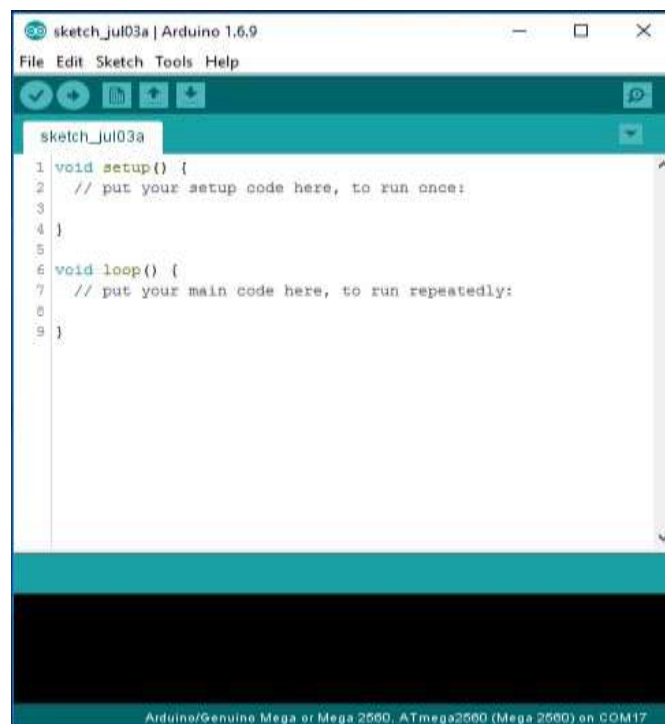 sketch_jul03a | Arduino 1.6.9
File Edit Sketch Tools Help
sketch_jul03a
1 void setup() {
2 // put your setup code here, to run once:
3
4 }
5
6 void loop() {
7 // put your main code here, to run repeatedly:
8
9 }
Arduino/Genuino Mega or Mega 2560, ATmega2560 (Mega 2560) on COM17